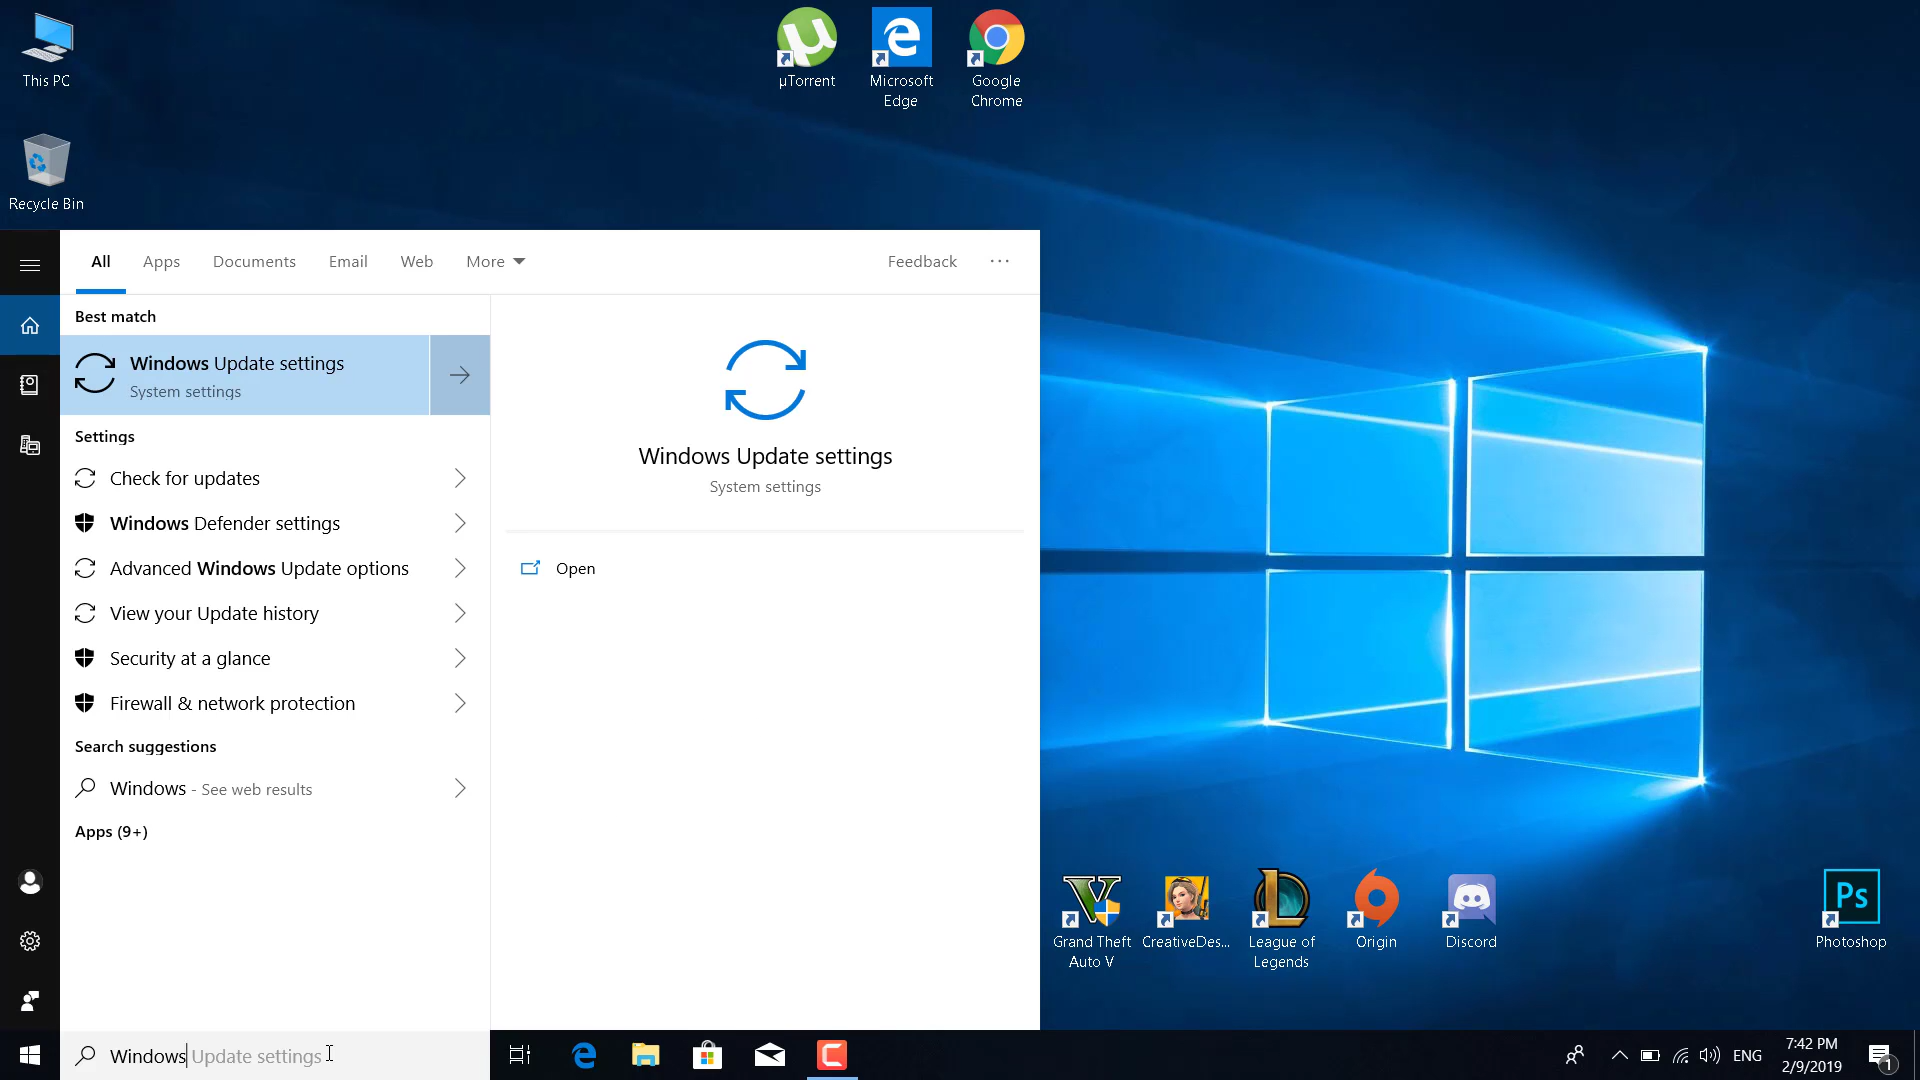 This PC
Recycle Bin
µTorrent
Microsoft
Edge
Google
Chrome
All Apps Documents Email Web More Feedback ...
Best match
Windows Update settings
System settings
Settings
Check for updates
Windows Defender settings
Advanced Windows Update options
View your Update history
Security at a glance
Firewall & network protection
Search suggestions
Windows - See web results
Apps (9+)
Windows Update settings
System settings
Open
Grand Theft
Auto V
CreativeDes...
League of
Legends
Origin
Discord
Ps
Photoshop
Windows Update settings
ENG
7:42 PM
2/9/2019
1